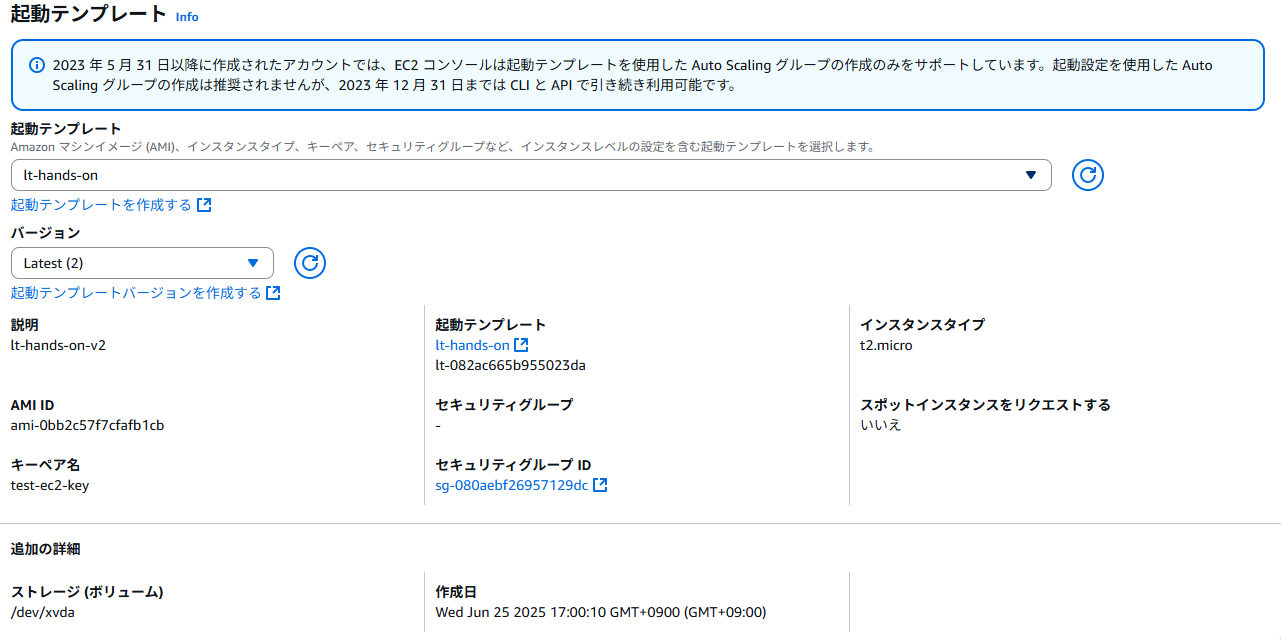 起動テンプレート Info
2023 年 5 月 31 日以降に作成されたアカウントでは、EC2 コンソールは起動テンプレートを使用した Auto Scaling グループの作成のみをサポートしています。起動設定を使用した Auto
Scaling グループの作成は推奨されませんが、2023 年 12 月 31 日までは CLI と API で引き続き利用可能です。
起動テンプレート
Amazon マシンイメージ (AMI)、インスタンスタイプ、キーペア、セキュリティグループなど、インスタンスレベルの設定を含む起動テンプレートを選択します。
lt-hands-on
起動テンプレートを作成する
バージョン
Latest (2)
起動テンプレートバージョンを作成する
説明
lt-hands-on-v2
起動テンプレート
lt-hands-on
lt-082ac665b955023da
インスタンスタイプ
t2.micro
AMI ID
ami-0bb2c57f7cfafb1cb
セキュリティグループ
-
スポットインスタンスをリクエストする
いいえ
キーペア名
test-ec2-key
セキュリティグループ ID
sg-080aebf26957129dc
追加の詳細
ストレージ (ボリューム)
/dev/xvda
作成日
Wed Jun 25 2025 17:00:10 GMT+0900 (GMT+09:00)